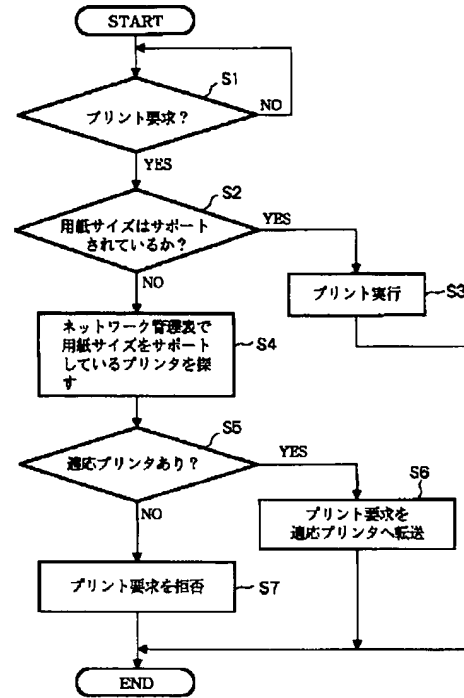 START
S1
プリント要求？
NO
YES
S2
用紙サイズはサポート
されているか？
YES
NO
プリント実行
S3
ネットワーク管理表で
用紙サイズをサポート
しているプリンタを探
す
S4
S5
適応プリンタあり？
YES
NO
S6
プリント要求を
適応プリンタへ転送
プリント要求を拒否
S7
END